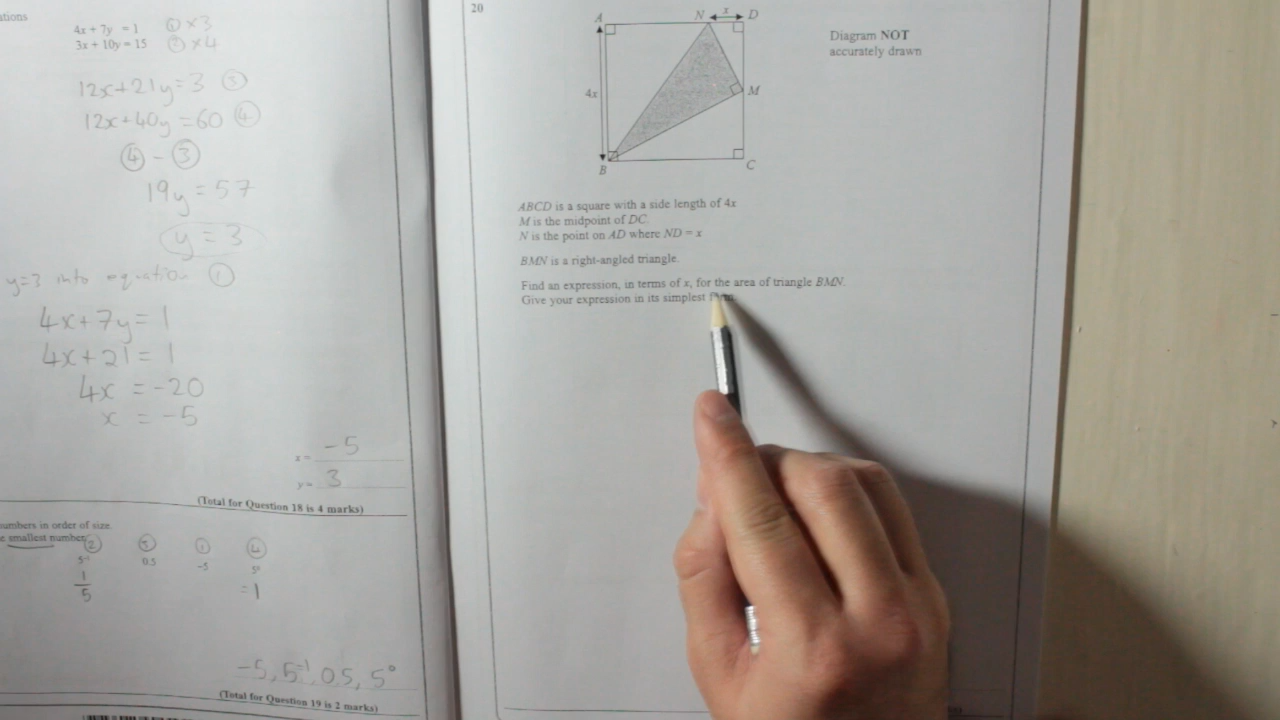 ations
4x + 7y = 1 ① ×3
3x + 10y = 15 ② ×4
12x+21y=3 ③
12x+40y=60 ④
④ - ③
19y = 57
y = 3
y=3 into equation ①
4x+7y=1
4x+21=1
4x = -20
x = -5
x = -5
y = 3
(Total for Question 18 is 4 marks)
umbers in order of size
e smallest number.
② ③ ① ④
0.5 -5 5⁰
1/5 =1
-5, 5⁻¹, 0.5, 5⁰
(Total for Question 19 is 2 marks)
20
A N x D
Diagram NOT
accurately drawn
4x M
B C
ABCD is a square with a side length of 4x
M is the midpoint of DC.
N is the point on AD where ND = x
BMN is a right-angled triangle.
Find an expression, in terms of x, for the area of triangle BMN.
Give your expression in its simplest